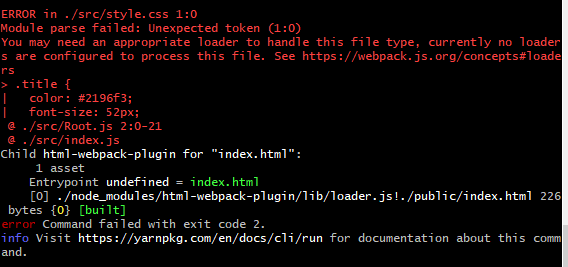 ERROR in ./src/style.css 1:0
Module parse failed: Unexpected token (1:0)
You may need an appropriate loader to handle this file type, currently no loader
s are configured to process this file. See https://webpack.js.org/concepts#loade
rs
> .title {
|   color: #2196f3;
|   font-size: 52px;
 @ ./src/Root.js 2:0-21
 @ ./src/index.js
Child html-webpack-plugin for "index.html":
     1 asset
    Entrypoint undefined = index.html
    [0] ./node_modules/html-webpack-plugin/lib/loader.js!./public/index.html 226
 bytes {0} [built]
error Command failed with exit code 2.
info Visit https://yarnpkg.com/en/docs/cli/run for documentation about this comm
and.